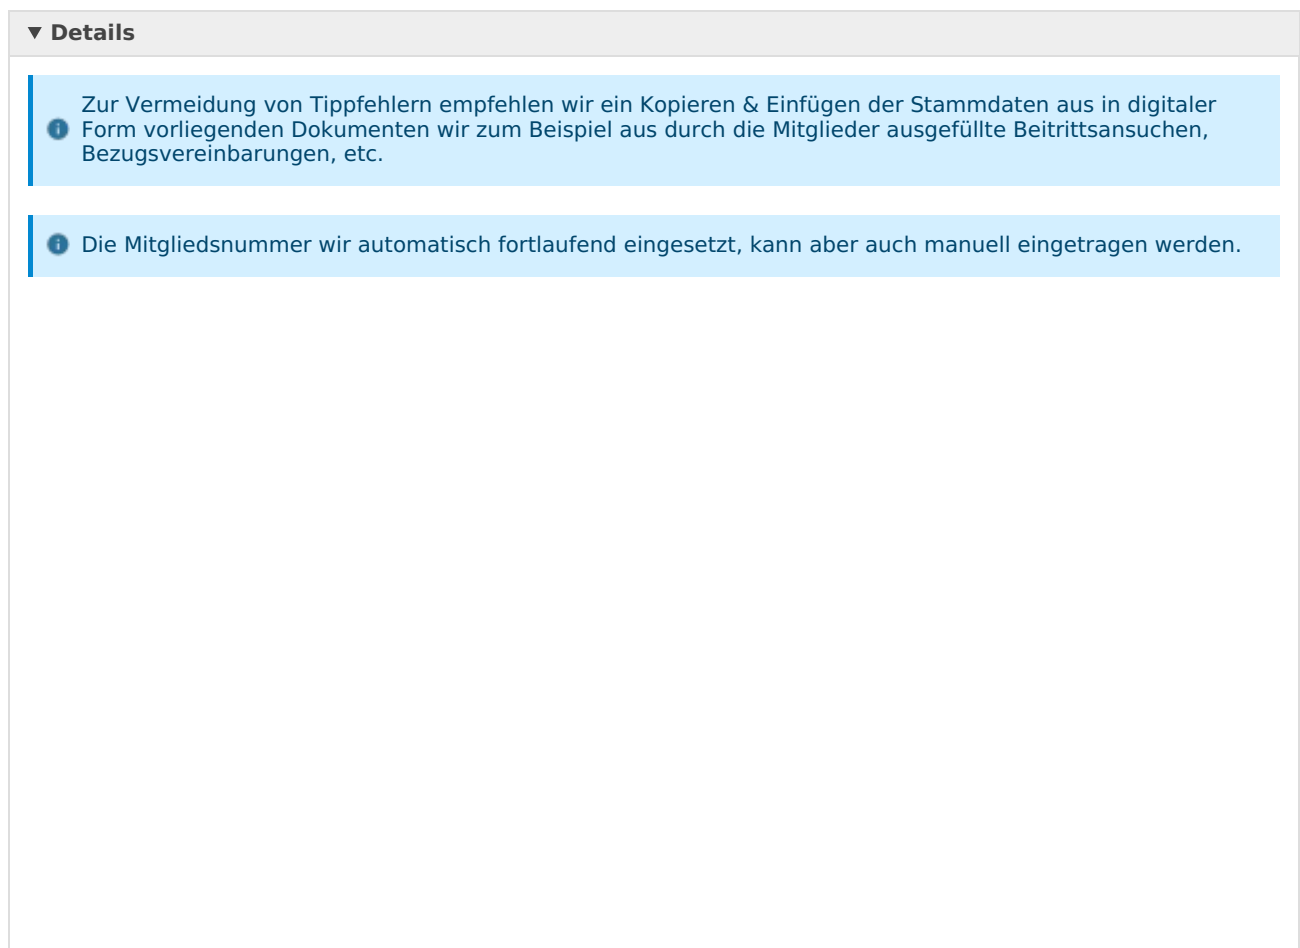 ▼ Details
Zur Vermeidung von Tippfehlern empfehlen wir ein Kopieren & Einfügen der Stammdaten aus in digitaler
Form vorliegenden Dokumenten wir zum Beispiel aus durch die Mitglieder ausgefüllte Beitrittsansuchen,
Bezugsvereinbarungen, etc.
Die Mitgliedsnummer wir automatisch fortlaufend eingesetzt, kann aber auch manuell eingetragen werden.